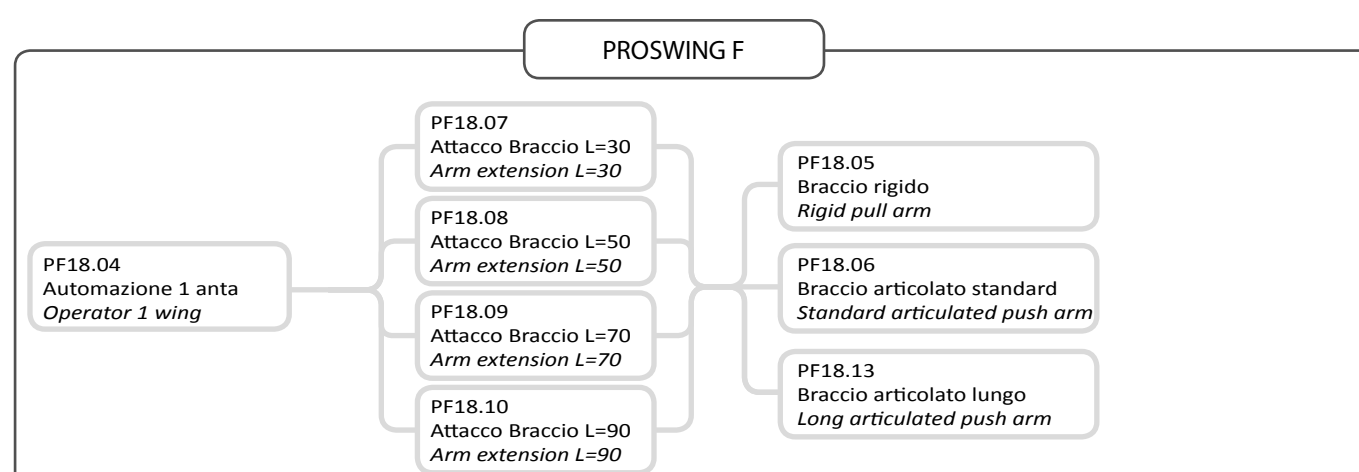 PROSWING F
PF18.04
Automazione 1 anta
Operator 1 wing
PF18.07
Attacco Braccio L=30
Arm extension L=30
PF18.08
Attacco Braccio L=50
Arm extension L=50
PF18.09
Attacco Braccio L=70
Arm extension L=70
PF18.10
Attacco Braccio L=90
Arm extension L=90
PF18.05
Braccio rigido
Rigid pull arm
PF18.06
Braccio articolato standard
Standard articulated push arm
PF18.13
Braccio articolato lungo
Long articulated push arm